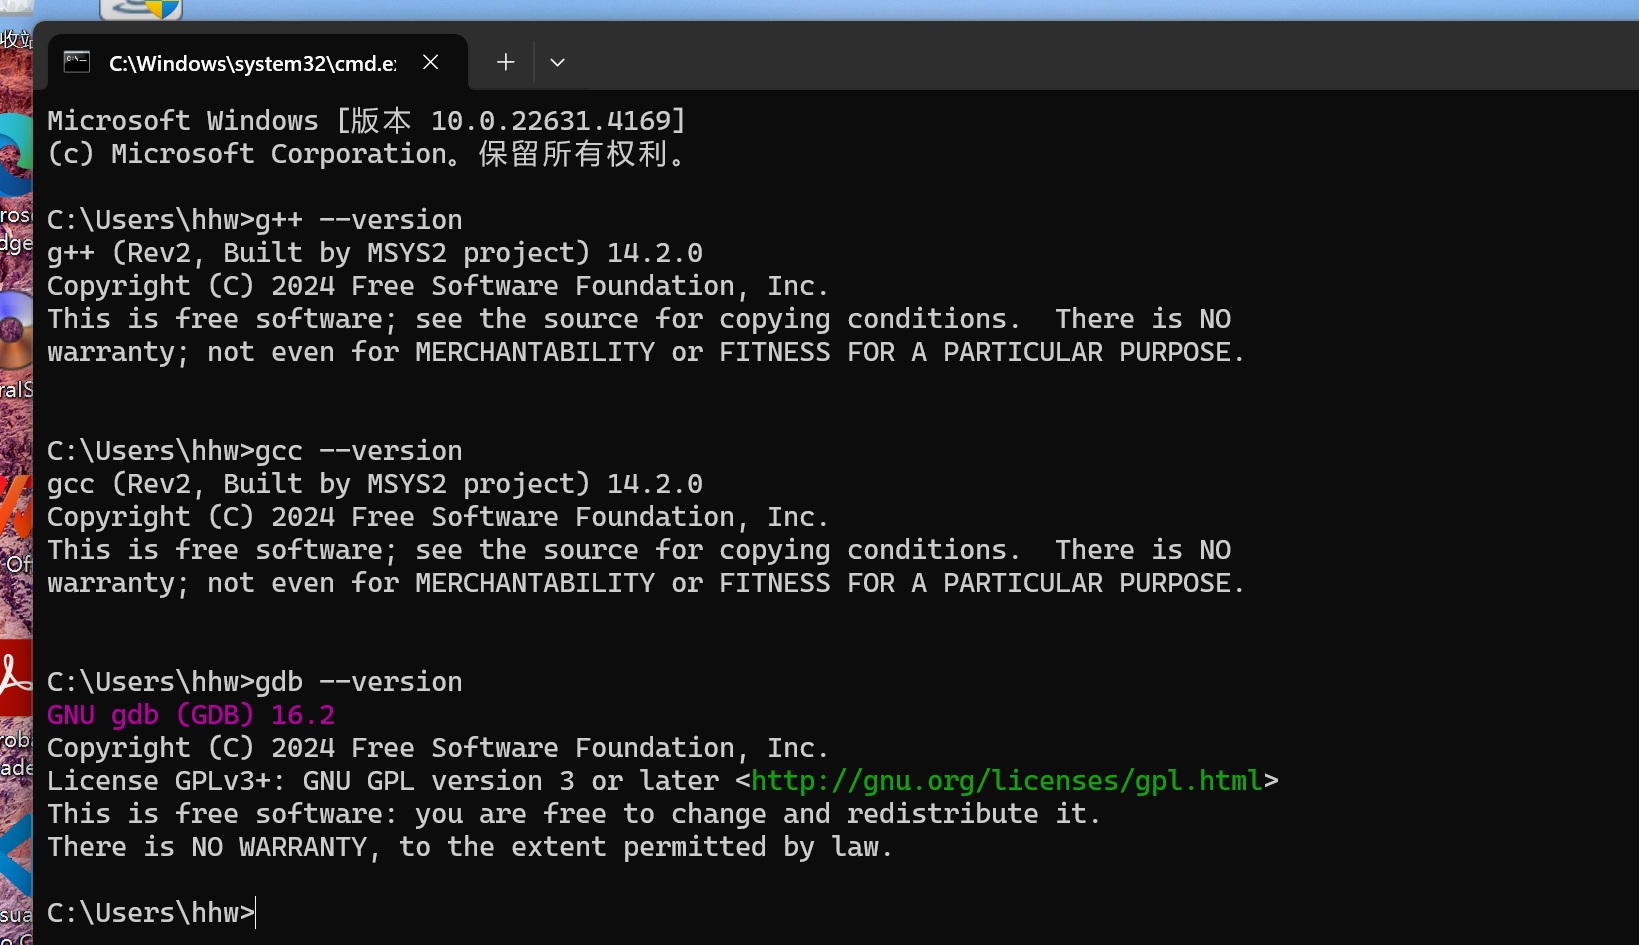 收站
C:\Windows\system32\cmd.e
Microsoft Windows [版本 10.0.22631.4169]
(c) Microsoft Corporation。保留所有权利。
C:\Users\hhw>g++ --version
g++ (Rev2, Built by MSYS2 project) 14.2.0
Copyright (C) 2024 Free Software Foundation, Inc.
This is free software; see the source for copying conditions.  There is NO
warranty; not even for MERCHANTABILITY or FITNESS FOR A PARTICULAR PURPOSE.
C:\Users\hhw>gcc --version
gcc (Rev2, Built by MSYS2 project) 14.2.0
Copyright (C) 2024 Free Software Foundation, Inc.
This is free software; see the source for copying conditions.  There is NO
warranty; not even for MERCHANTABILITY or FITNESS FOR A PARTICULAR PURPOSE.
C:\Users\hhw>gdb --version
GNU gdb (GDB) 16.2
Copyright (C) 2024 Free Software Foundation, Inc.
License GPLv3+: GNU GPL version 3 or later <http://gnu.org/licenses/gpl.html>
This is free software: you are free to change and redistribute it.
There is NO WARRANTY, to the extent permitted by law.
C:\Users\hhw>